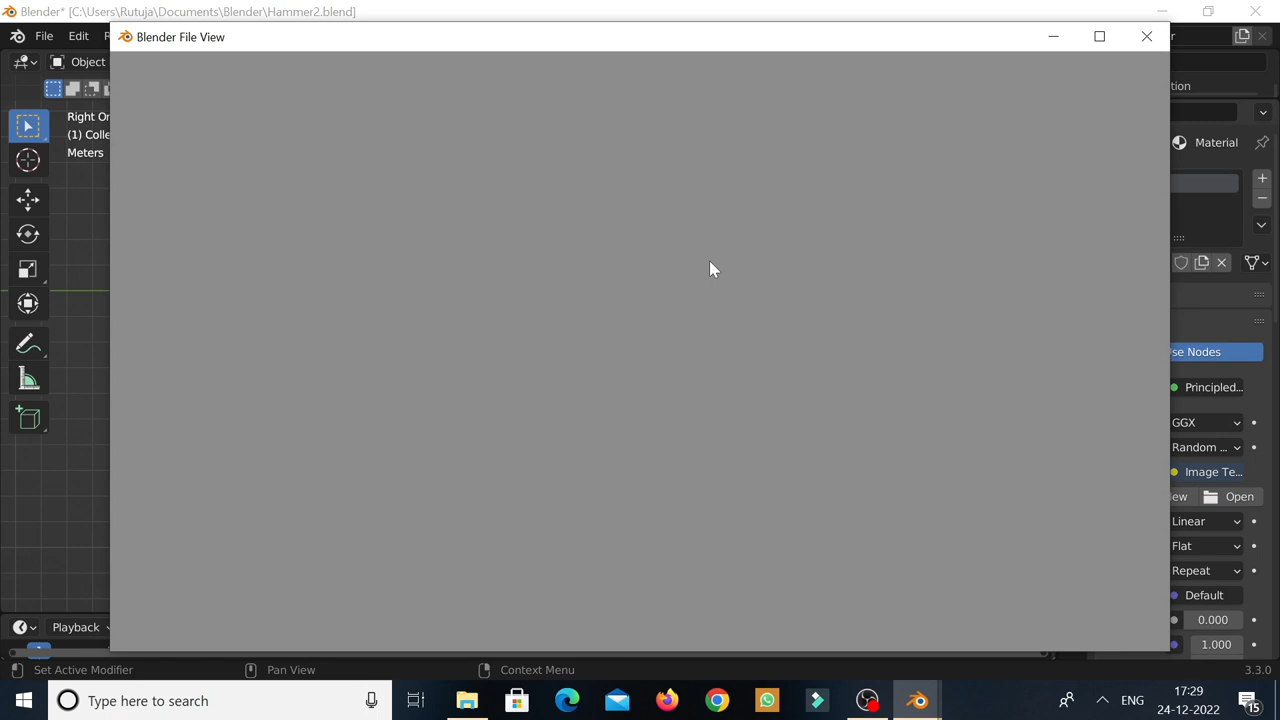 Blender* [C:\Users\Rutuja\Documents\Blender\Hammer2.blend]
File Edit
Blender File View
Object
Right Or
(1) Colle
Meters
Material
se Nodes
Principled...
GGX
Random ...
Image Te...
ew Open
Linear
Flat
Repeat
Default
0.000
1.000
Playback
Set Active Modifier Pan View Context Menu 3.3.0
Type here to search
ENG
17:29
24-12-2022
15